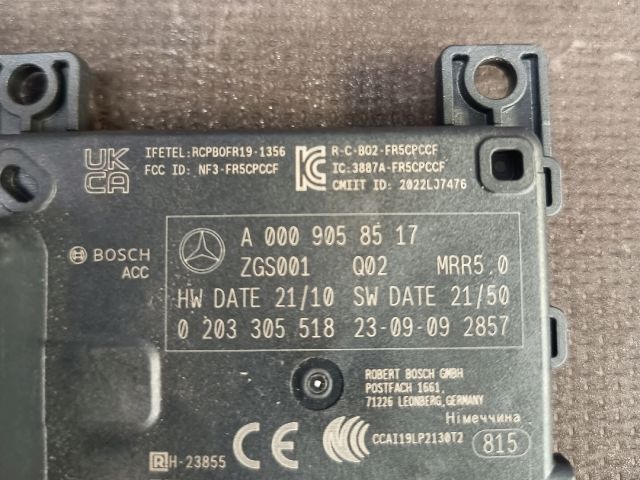 UK
CA
IFETEL:RCPBOFR19-1356
FCC ID: NF3-FR5CPCCF
R-C-BO2-FR5CPCCF
IC:3887A-FR5CPCCF
CMIIT ID: 2022LJ7476
BOSCH
ACC
A 000 905 85 17
ZGS001 Q02 MRR5.0
HW DATE 21/10 SW DATE 21/50
0 203 305 518 23-09-09 2857
ROBERT BOSCH GMBH
POSTFACH 1661,
71226 LEONBERG,GERMANY
Німеччина
R H-23855
CE
CCC
CCAI19LP2130T2
815